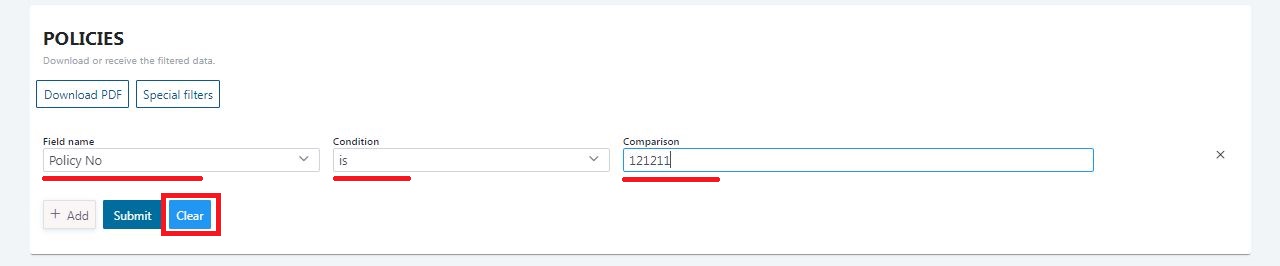 POLICIES
Download or receive the filtered data.
Download PDF Special filters
Field name Condition Comparison
Policy No is 121211
+ Add Submit Clear